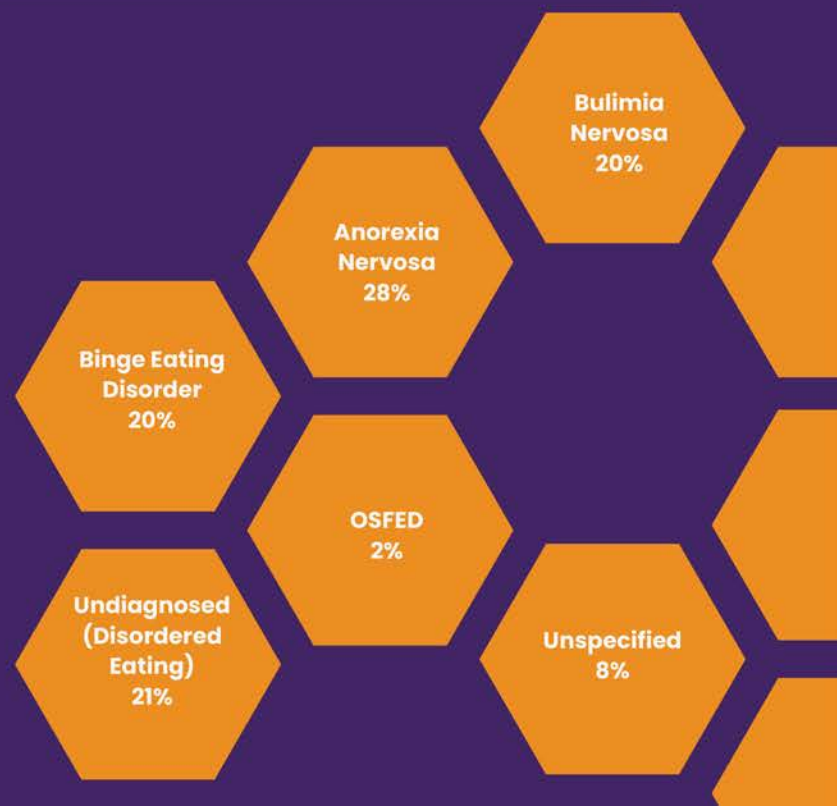 Bulimia
Nervosa
20%
Anorexia
Nervosa
28%
Binge Eating
Disorder
20%
OSFED
2%
Undiagnosed
(Disordered
Eating)
21%
Unspecified
8%